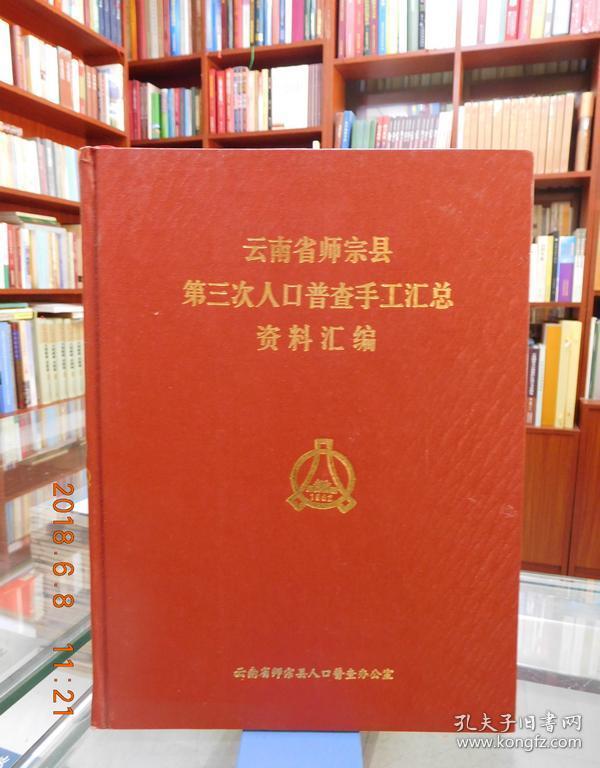 云南省师宗县
第三次人口普查手工汇总
资料汇编
1982
云南省师宗县人口普查办公室
2018.6.8 11:21
孔夫子旧书网
www.kongfz.com